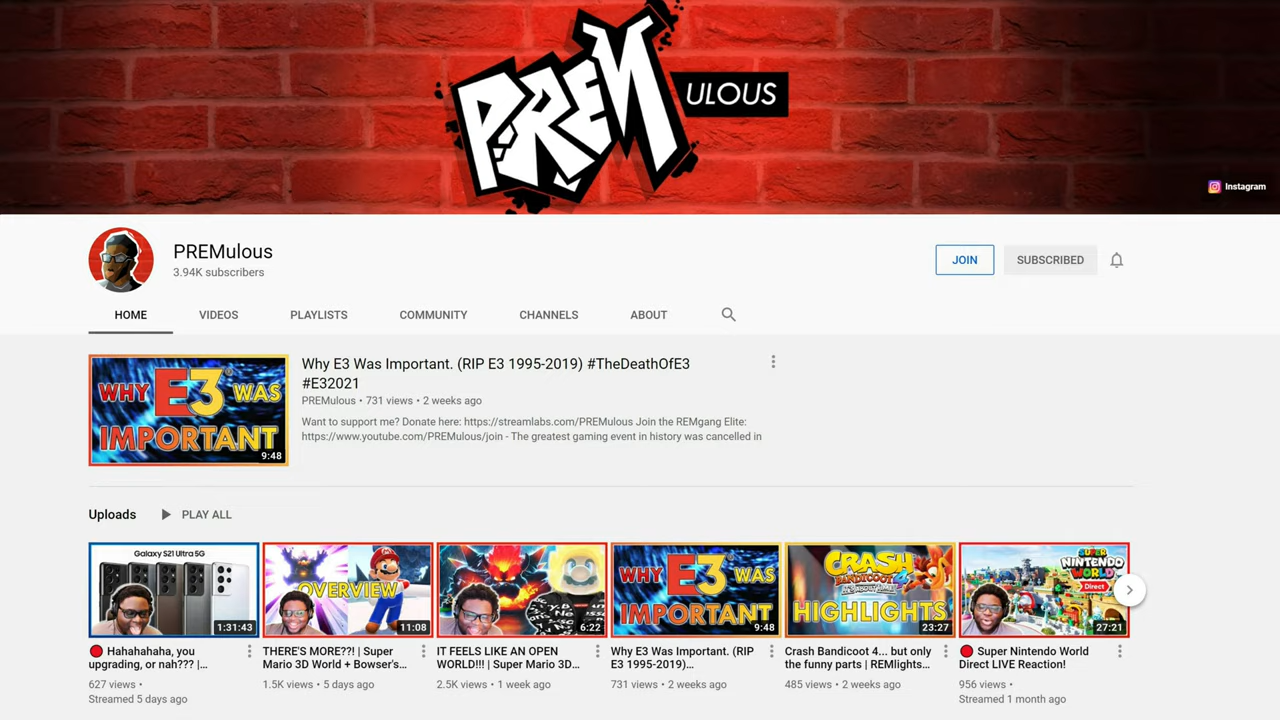 PREM
ULOUS
Instagram
PREMulous
3.94K subscribers
JOIN
SUBSCRIBED
HOME
VIDEOS
PLAYLISTS
COMMUNITY
CHANNELS
ABOUT
WHY E3 WAS
IMPORTANT
9:48
Why E3 Was Important. (RIP E3 1995-2019) #TheDeathOfE3
#E32021
PREMulous • 731 views • 2 weeks ago
Want to support me? Donate here: https://streamlabs.com/PREMulous Join the REMgang Elite:
https://www.youtube.com/PREMulous/join - The greatest gaming event in history was cancelled in
Uploads
PLAY ALL
Galaxy S21 Ultra 5G
1:31:43
Hahahahaha, you
upgrading, or nah??? |...
627 views •
Streamed 5 days ago
OVERVIEW
11:08
THERE'S MORE??! | Super
Mario 3D World + Bowser's...
1.5K views • 5 days ago
6:22
IT FEELS LIKE AN OPEN
WORLD!!! | Super Mario 3D...
2.5K views • 1 week ago
WHY E3 WAS
IMPORTANT
9:48
Why E3 Was Important. (RIP
E3 1995-2019)...
731 views • 2 weeks ago
CRASH
BANDICOOT 4
IT'S ABOUT TIME
HIGHLIGHTS
23:27
Crash Bandicoot 4... but only
the funny parts | REMlights...
485 views • 2 weeks ago
SUPER
NINTENDO
WORLD
Direct
27:21
Super Nintendo World
Direct LIVE Reaction!
956 views •
Streamed 1 month ago